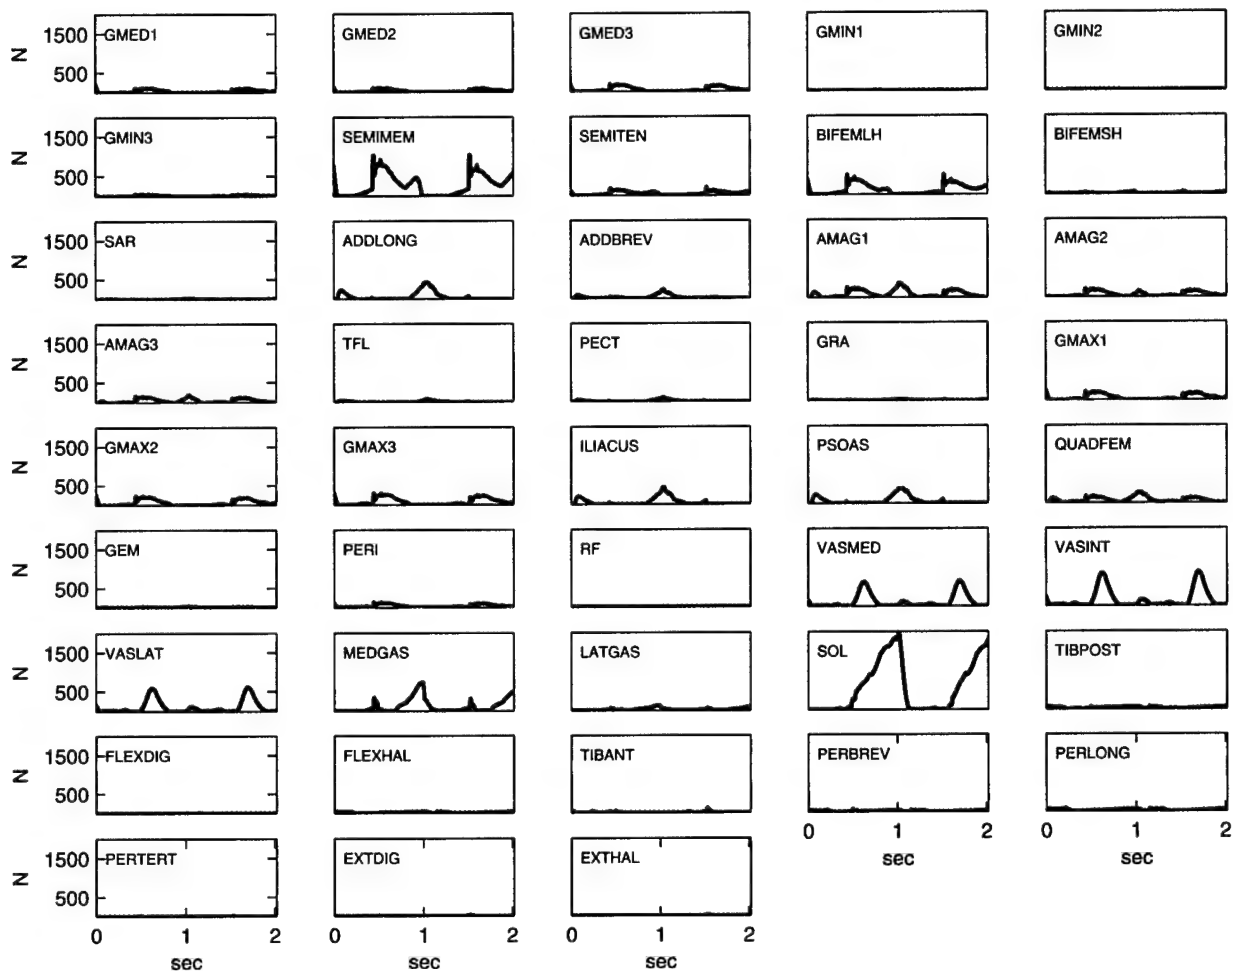 N 1500 500 GMED1 GMED2 GMED3 GMIN1 GMIN2
N 1500 500 GMIN3 SEMIMEM SEMITEN BIFEMLH BIFEMSH
N 1500 500 SAR ADDLONG ADDBREV AMAG1 AMAG2
N 1500 500 AMAG3 TFL PECT GRA GMAX1
N 1500 500 GMAX2 GMAX3 ILIACUS PSOAS QUADFEM
N 1500 500 GEM PERI RF VASMED VASINT
N 1500 500 VASLAT MEDGAS LATGAS SOL TIBPOST
N 1500 500 FLEXDIG FLEXHAL TIBANT PERBREV PERLONG
0 1 2 0 1 2
sec sec
N 1500 500 PERTERT EXTDIG EXTHAL
0 1 2 0 1 2 0 1 2
sec sec sec